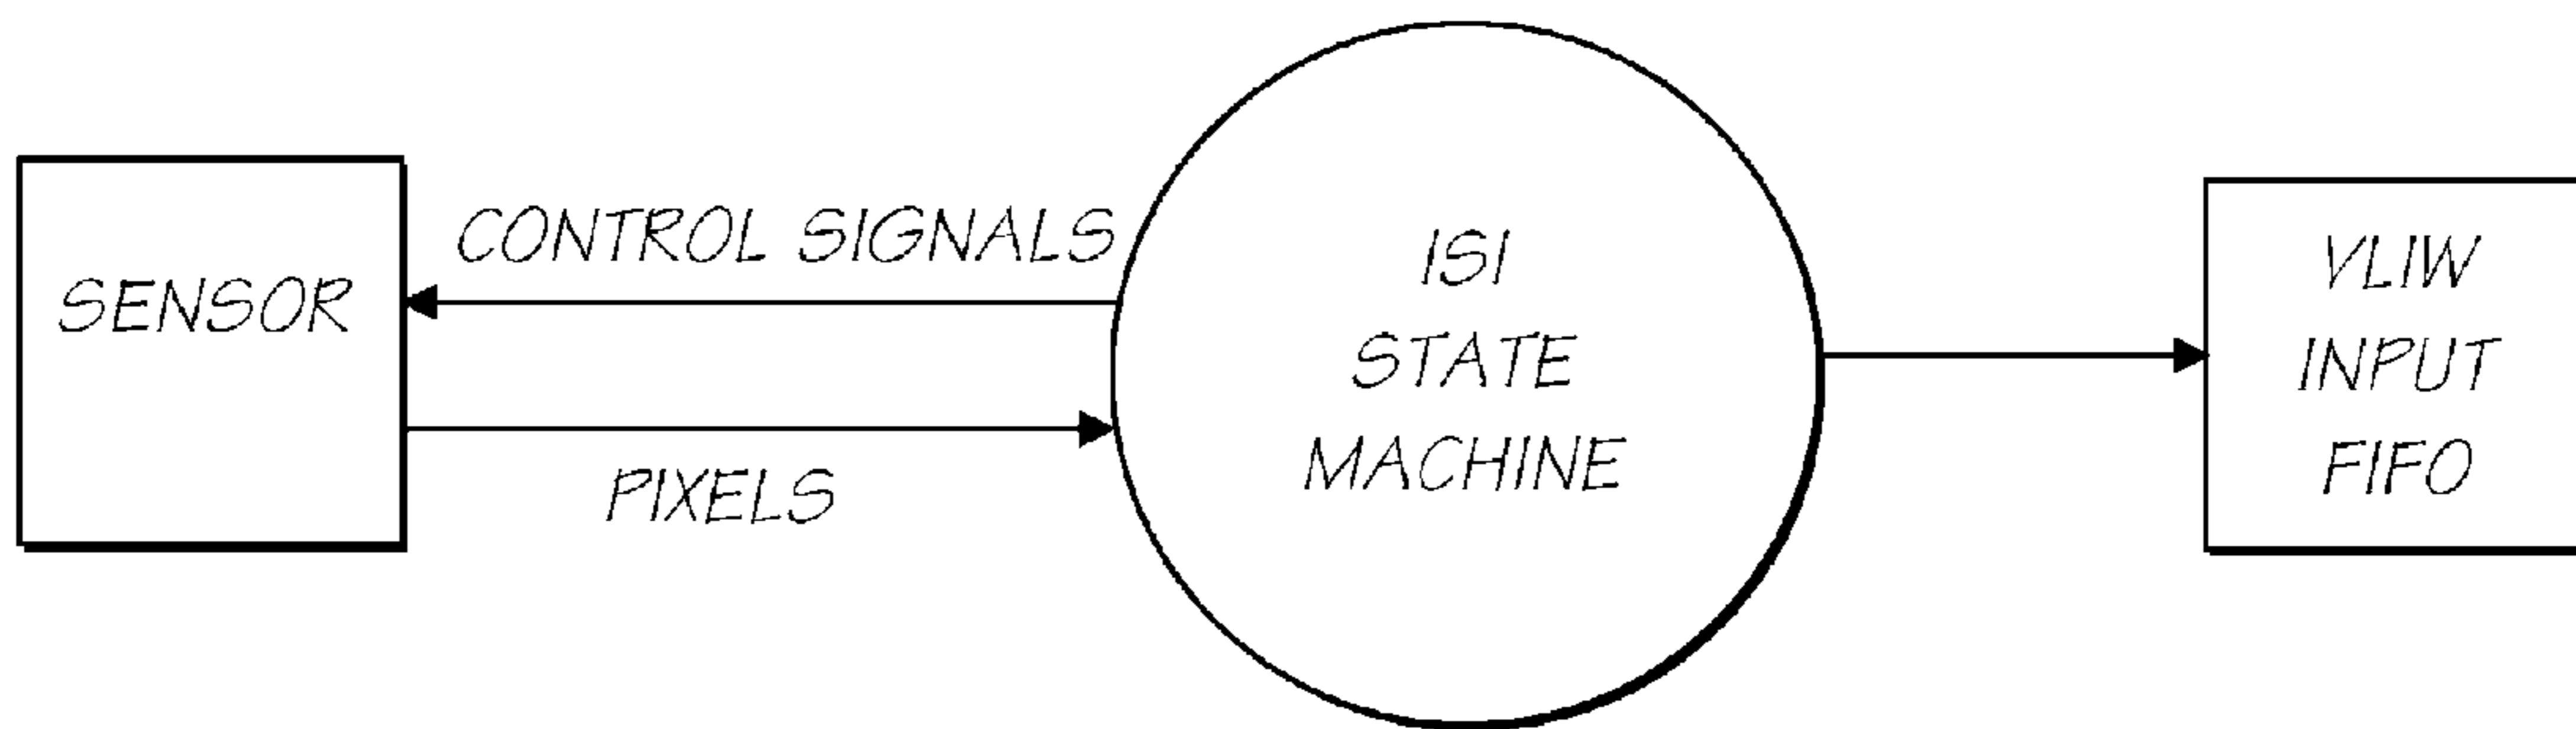 SENSOR
CONTROL SIGNALS
PIXELS
ISI
STATE
MACHINE
VLIW
INPUT
FIFO